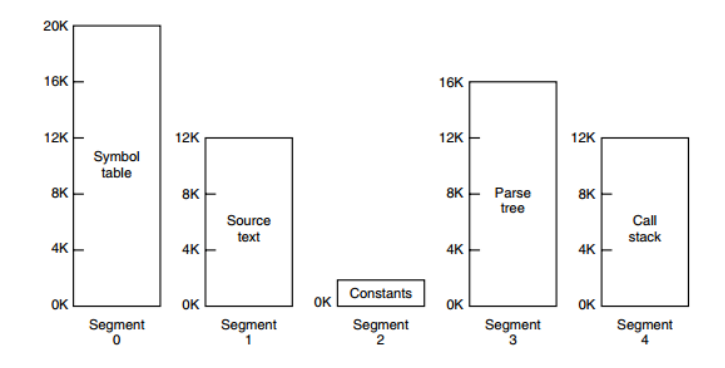 20K
16K
12K
8K
4K
0K
Symbol
table
Segment
0
12K
8K
4K
0K
Source
text
Segment
1
0K
Constants
Segment
2
16K
12K
8K
4K
0K
Parse
tree
Segment
3
12K
8K
4K
0K
Call
stack
Segment
4